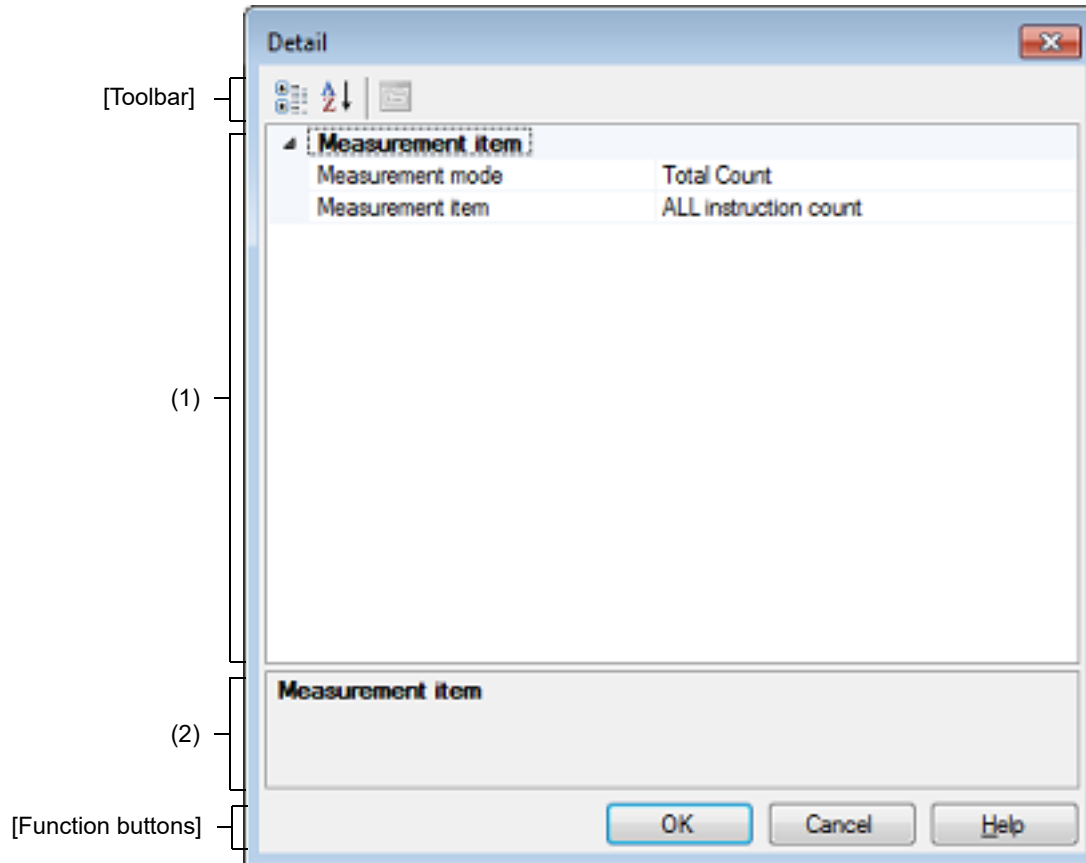 Detail
[Toolbar]
Measurement item
Measurement mode Total Count
Measurement item ALL instruction count
(1)
Measurement item
(2)
[Function buttons]
OK Cancel Help